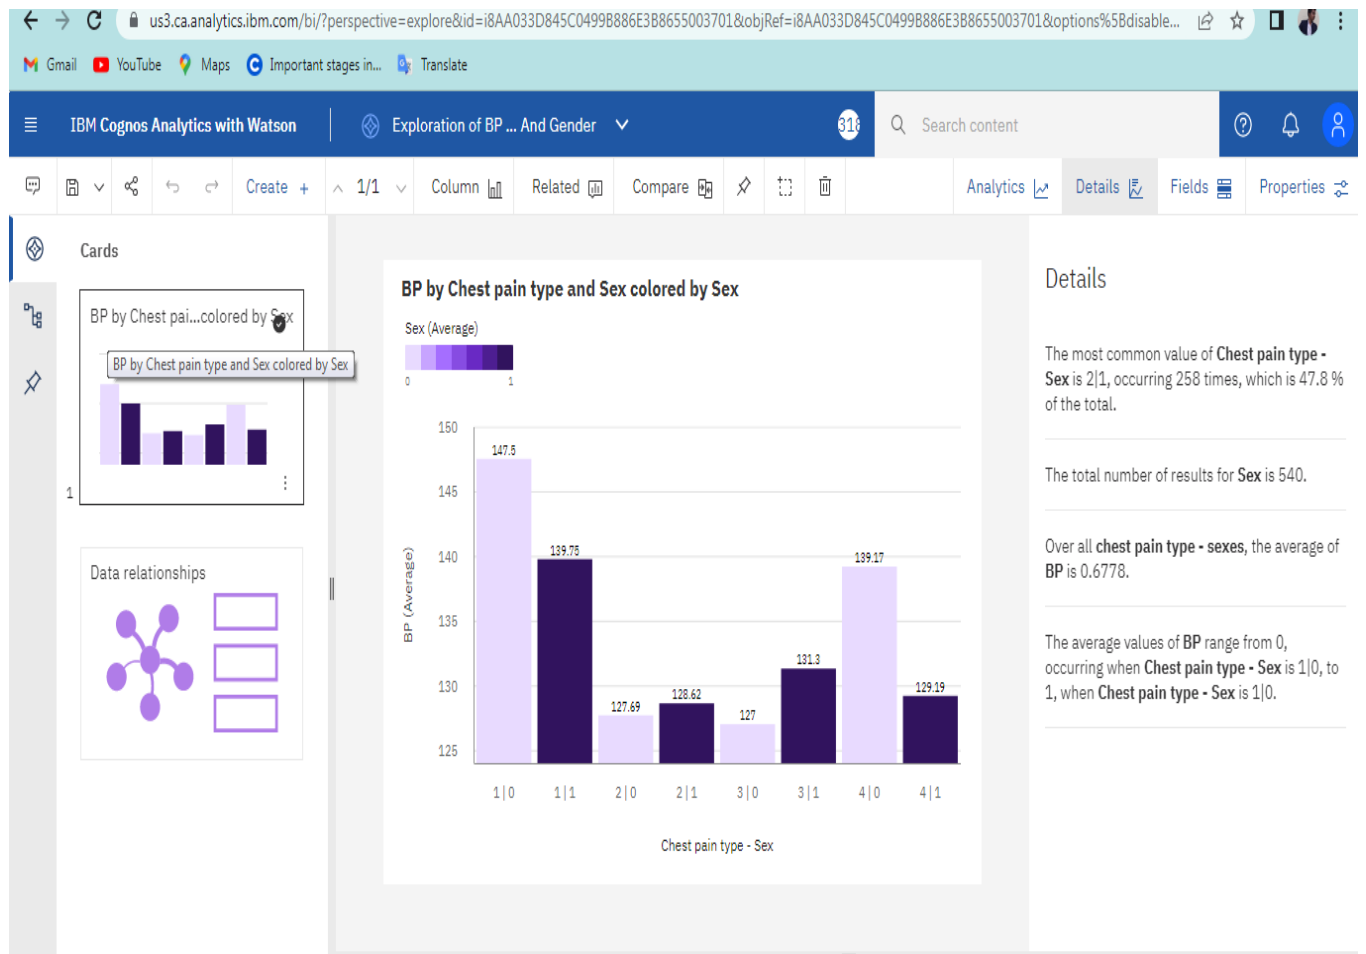 us3.ca.analytics.ibm.com/bi/?perspective=explore&id=i8AA033D845C0499B886E3B8655003701&objRef=i8AA033D845C0499B886E3B8655003701&options%5Bdisable...
Gmail YouTube Maps Important stages in... Translate
IBM Cognos Analytics with Watson Exploration of BP ... And Gender 318 Search content
Create + 1/1 Column Related Compare Analytics Details Fields Properties
Cards
BP by Chest pai...colored by Sex
BP by Chest pain type and Sex colored by Sex
1
Data relationships
BP by Chest pain type and Sex colored by Sex
Sex (Average)
0 1
150
145
140
135
130
125
BP (Average)
147.5
139.75
127.69
128.62
127
131.3
139.17
129.19
1|0 1|1 2|0 2|1 3|0 3|1 4|0 4|1
Chest pain type - Sex
Details
The most common value of Chest pain type -
Sex is 2|1, occurring 258 times, which is 47.8 %
of the total.
The total number of results for Sex is 540.
Over all chest pain type - sexes, the average of
BP is 0.6778.
The average values of BP range from 0,
occurring when Chest pain type - Sex is 1|0, to
1, when Chest pain type - Sex is 1|0.